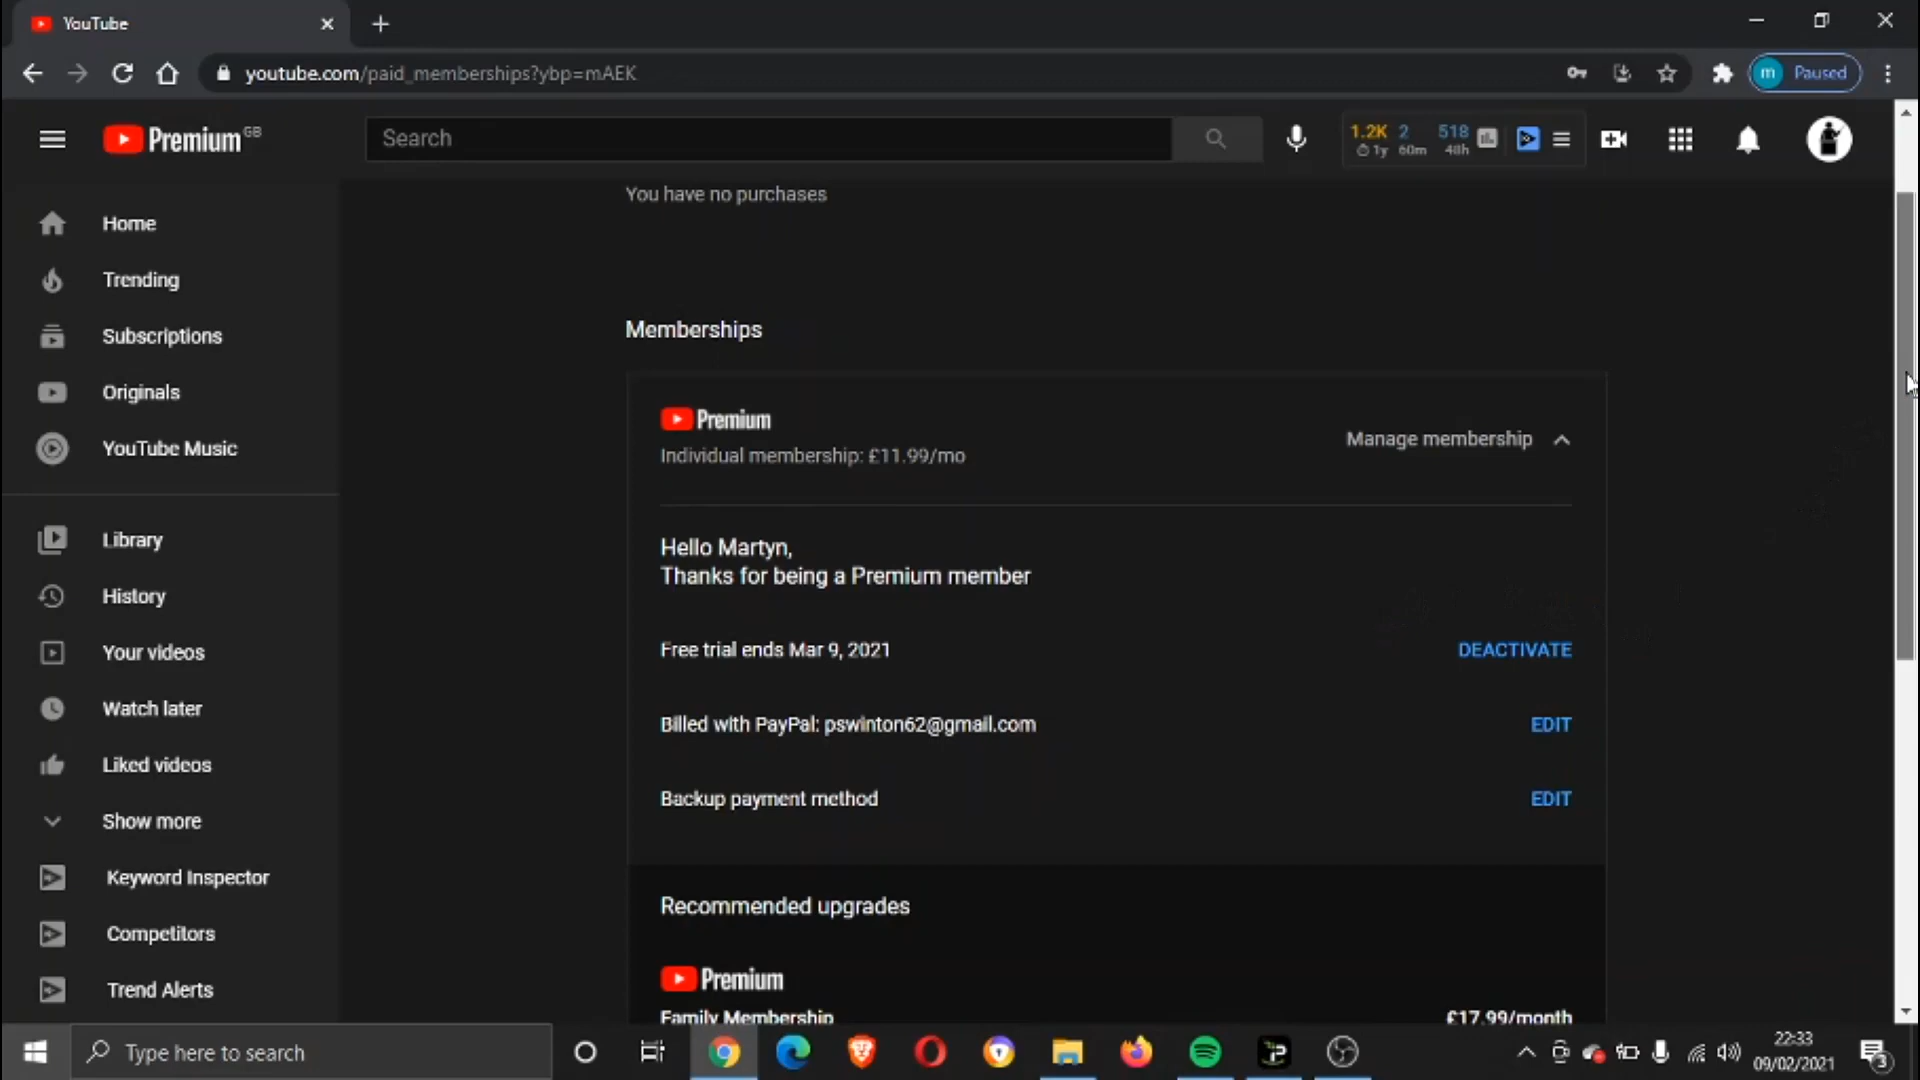 YouTube
youtube.com/paid_memberships?ybp=mAEK
m Paused
Premium GB
Search
1.2K 2 518
1y 60m 48h
Home
Trending
Subscriptions
Originals
YouTube Music
Library
History
Your videos
Watch later
Liked videos
Show more
Keyword Inspector
Competitors
Trend Alerts
You have no purchases
Memberships
Premium
Individual membership: £11.99/mo
Manage membership
Hello Martyn,
Thanks for being a Premium member
Free trial ends Mar 9, 2021
DEACTIVATE
Billed with PayPal: pswinton62@gmail.com
EDIT
Backup payment method
EDIT
Recommended upgrades
Premium
Family Membership
£17.99/month
Type here to search
22:33
09/02/2021
3